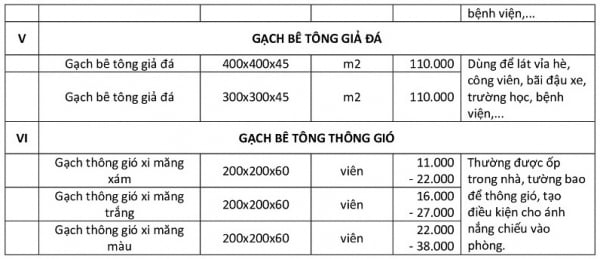 bệnh viện,...
V GẠCH BÊ TÔNG GIẢ ĐÁ
Gạch bê tông giả đá 400x400x45 m2 110.000 Dùng để lát vỉa hè,
công viên, bãi đậu xe,
Gạch bê tông giả đá 300x300x45 m2 110.000 trường học, bệnh
viện,...
VI GẠCH BÊ TÔNG THÔNG GIÓ
Gạch thông gió xi măng
xám 200x200x60 viên 11.000
- 22.000 Thường được ốp
trong nhà, tường bao
Gạch thông gió xi măng
trắng 200x200x60 viên 16.000
- 27.000 để thông gió, tạo
điều kiện cho ánh
Gạch thông gió xi măng
màu 200x200x60 viên 22.000
- 38.000 nắng chiếu vào
phòng.